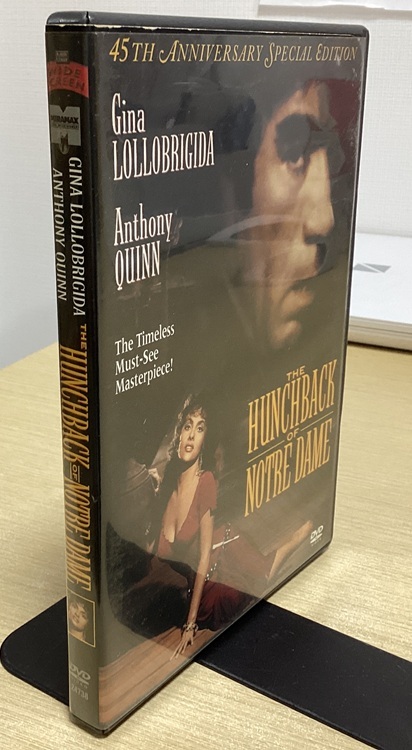 45TH ANNIVERSARY SPECIAL EDITION
Gina
LOLLOBRIGIDA
Anthony
QUINN
The Timeless
Must-See
Masterpiece!
THE
HUNCHBACK
OF
NOTRE DAME
DVD
WIDE
SCREEN
MIRAMAX
GINA LOLLOBRIGIDA
ANTHONY QUINN
THE HUNCHBACK OF NOTRE DAME
DVD